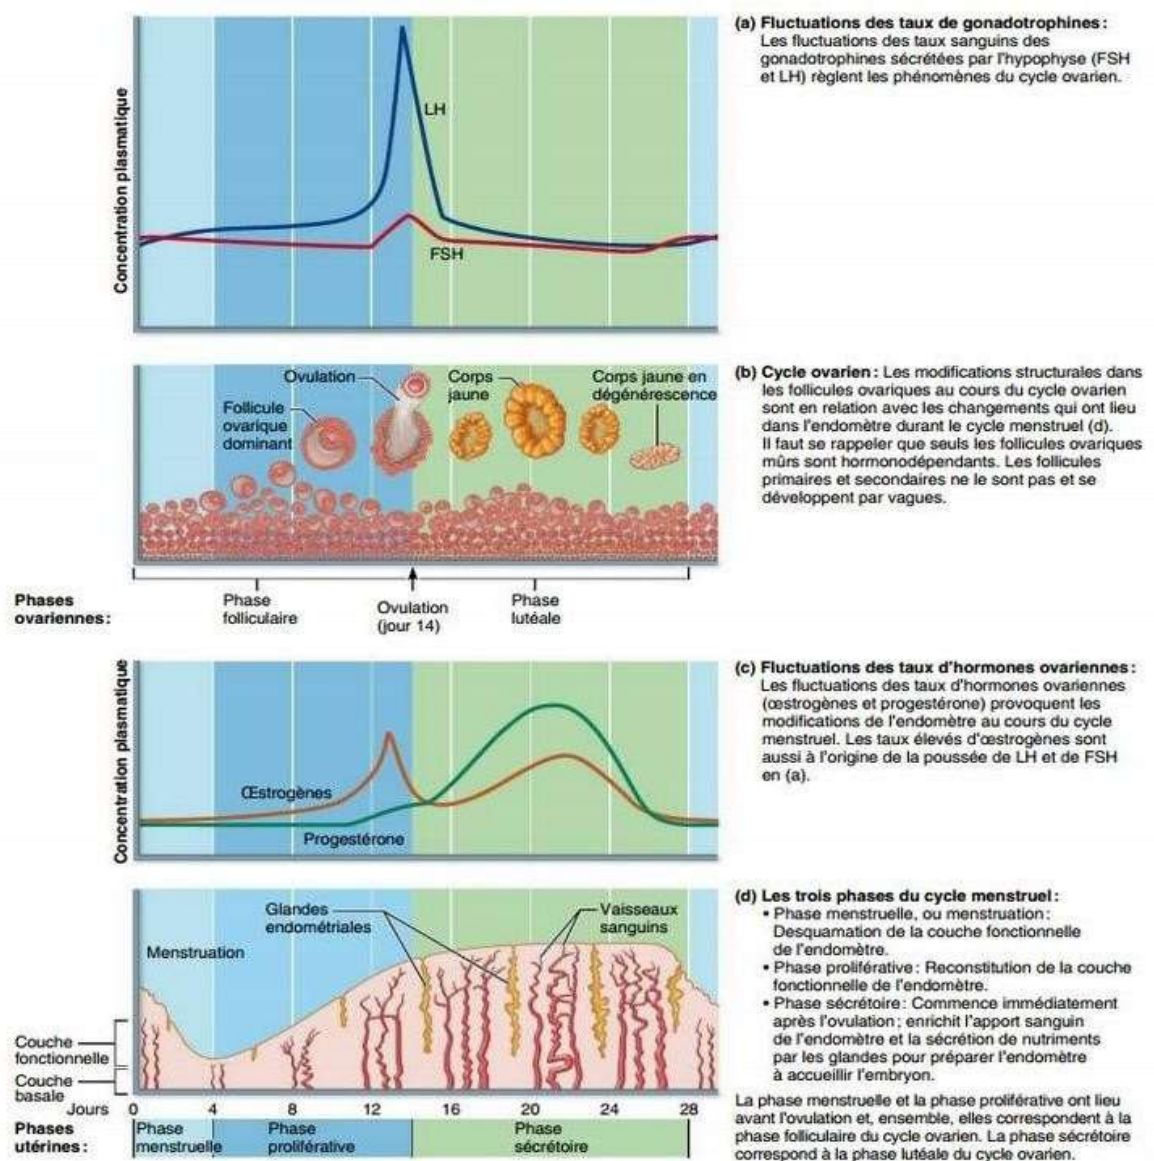 (a) Fluctuations des taux de gonadotrophines :
Les fluctuations des taux sanguins des
gonadotrophines sécrétées par l'hypophyse (FSH
et LH) règlent les phénomènes du cycle ovarien.
Concentration plasmatique
LH
FSH
(b) Cycle ovarien : Les modifications structurales dans
les follicules ovariques au cours du cycle ovarien
sont en relation avec les changements qui ont lieu
dans l'endomètre durant le cycle menstruel (d).
Il faut se rappeler que seuls les follicules ovariques
mûrs sont hormonodépendants. Les follicules
primaires et secondaires ne le sont pas et se
développent par vagues.
Ovulation
Follicule
ovarique
dominant
Corps
jaune
Corps jaune en
dégénérescence
Phases
ovariennes :
Phase
folliculaire
Ovulation
(jour 14)
Phase
lutéale
(c) Fluctuations des taux d'hormones ovariennes :
Les fluctuations des taux d'hormones ovariennes
(œstrogènes et progestérone) provoquent les
modifications de l'endomètre au cours du cycle
menstruel. Les taux élevés d'œstrogènes sont
aussi à l'origine de la poussée de LH et de FSH
en (a).
Concentration plasmatique
Œstrogènes
Progestérone
(d) Les trois phases du cycle menstruel :
• Phase menstruelle, ou menstruation :
Desquamation de la couche fonctionnelle
de l'endomètre.
• Phase proliférative : Reconstitution de la couche
fonctionnelle de l'endomètre.
• Phase sécrétoire : Commence immédiatement
après l'ovulation ; enrichit l'apport sanguin
de l'endomètre et la sécrétion de nutriments
par les glandes pour préparer l'endomètre
à accueillir l'embryon.
La phase menstruelle et la phase proliférative ont lieu
avant l'ovulation et, ensemble, elles correspondent à la
phase folliculaire du cycle ovarien. La phase sécrétoire
correspond à la phase lutéale du cycle ovarien.
Menstruation
Glandes
endométriales
Vaisseaux
sanguins
Couche
fonctionnelle
Couche
basale
Jours 0 4 8 12 16 20 24 28
Phases
utérines :
Phase
menstruelle
Phase
proliférative
Phase
sécrétoire